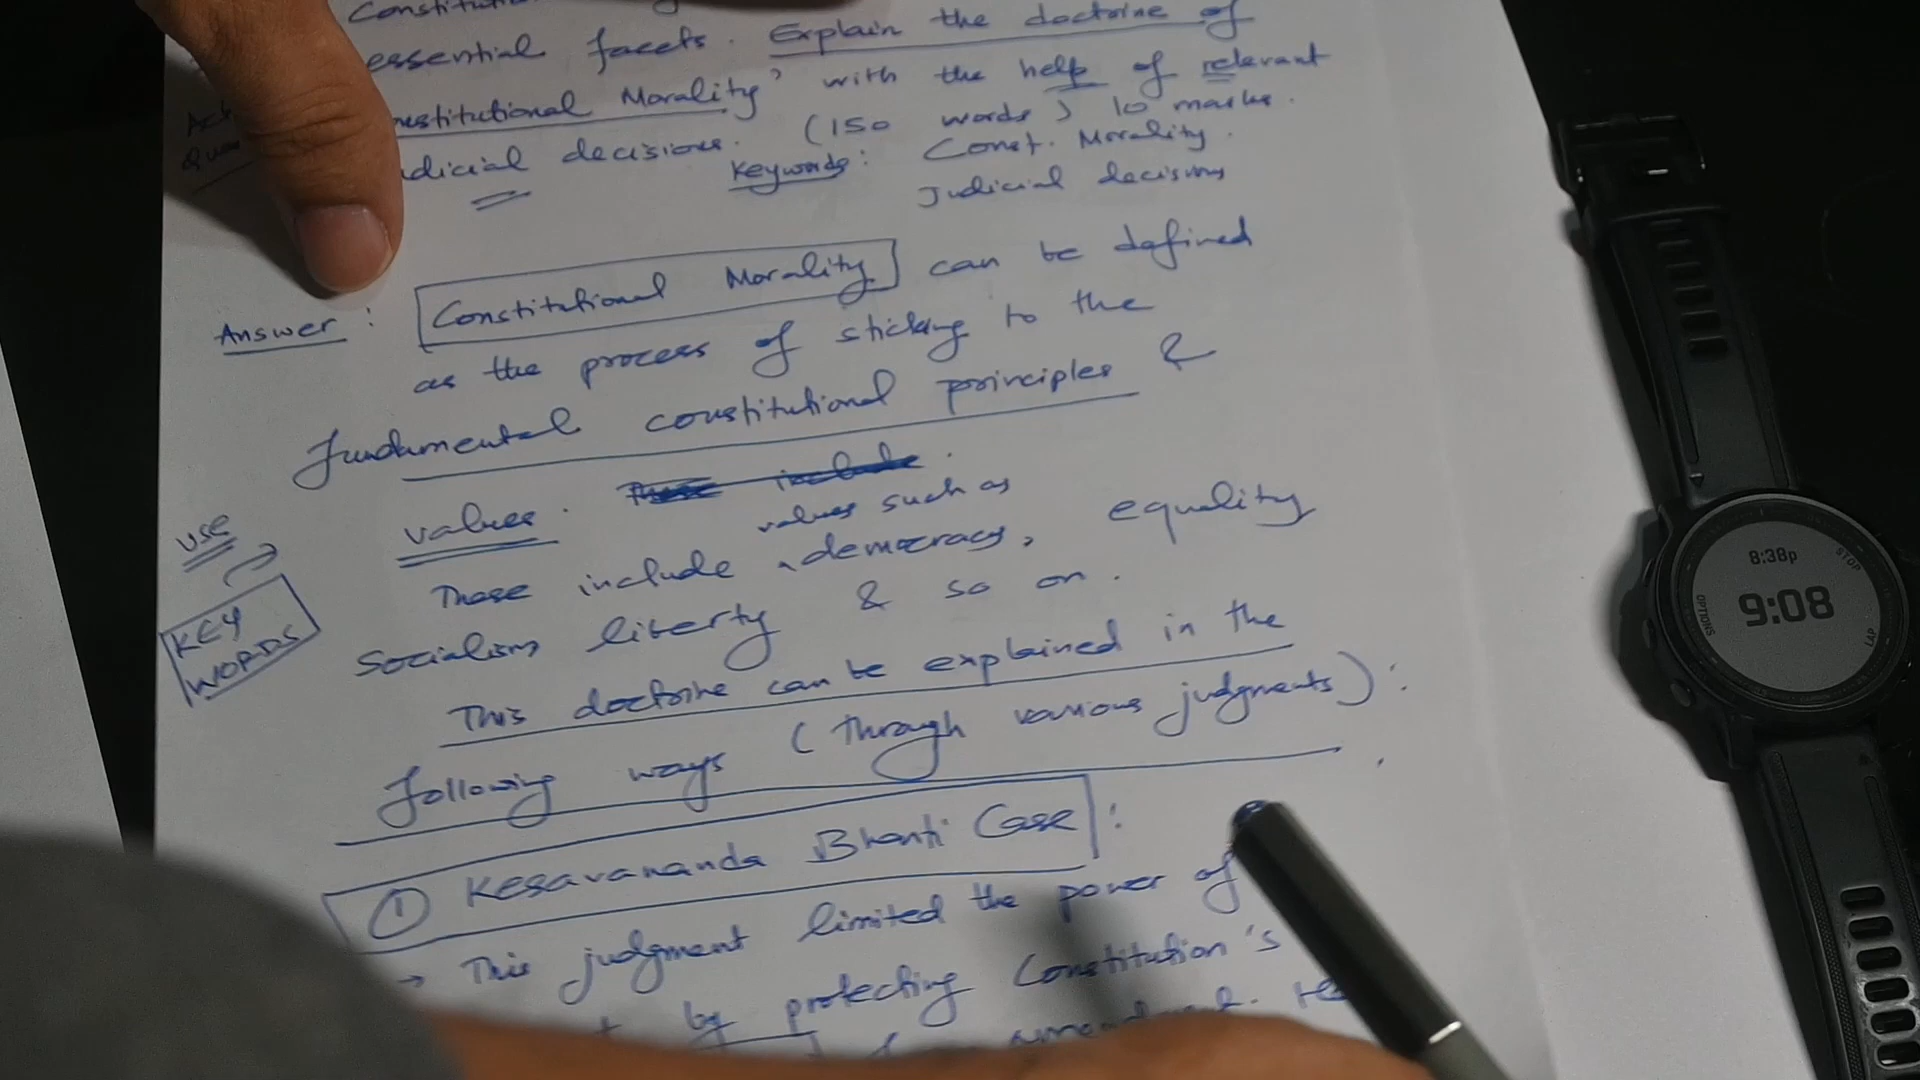 essential facets. Explain the doctrine of
Constitutional Morality' with the help of relevant
judicial decisions. (150 words) 10 marks.
Keywords: Const. Morality.
Judicial decisions
Answer: Constitutional Morality can be defined
as the process of sticking to the
fundamental constitutional principles &
values.
values such as
These include democracy, equality
Socialism liberty & so on.
USE
KEY
WORDS
This doctrine can be explained in the
following ways (through various judgments):
① Kesavananda Bharti Case:
→ This judgment limited the power of
by protecting Constitution's
8:38p
9:08
STOP
OPTIONS
LAP